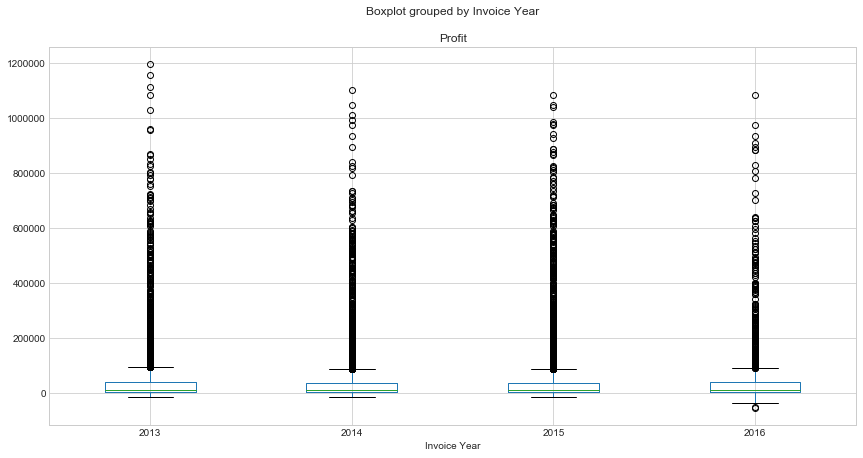 Boxplot grouped by Invoice Year
Profit
1200000
1000000
800000
600000
400000
200000
0
2013 2014 2015 2016
Invoice Year